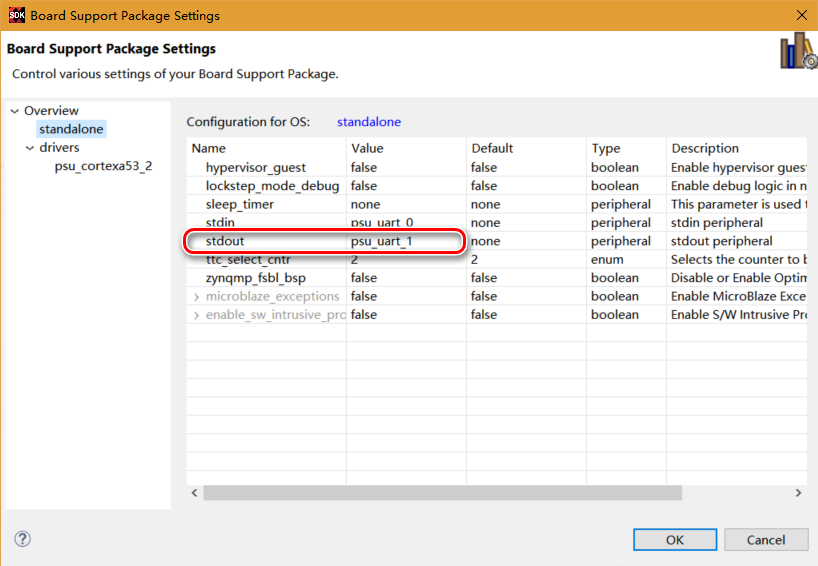 SDK Board Support Package Settings
Board Support Package Settings
Control various settings of your Board Support Package.
Overview
standalone
drivers
psu_cortexa53_2
Configuration for OS: standalone
Name Value Default Type Description
hypervisor_guest false false boolean Enable hypervisor gues
lockstep_mode_debug false false boolean Enable debug logic in n
sleep_timer none none peripheral This parameter is used t
stdin psu_uart_0 none peripheral stdin peripheral
stdout psu_uart_1 none peripheral stdout peripheral
ttc_select_cntr 2 2 enum Selects the counter to b
zynqmp_fsbl_bsp false false boolean Disable or Enable Optim
microblaze_exceptions false false boolean Enable MicroBlaze Exce
enable_sw_intrusive_pro false false boolean Enable S/W Intrusive Pr
OK Cancel